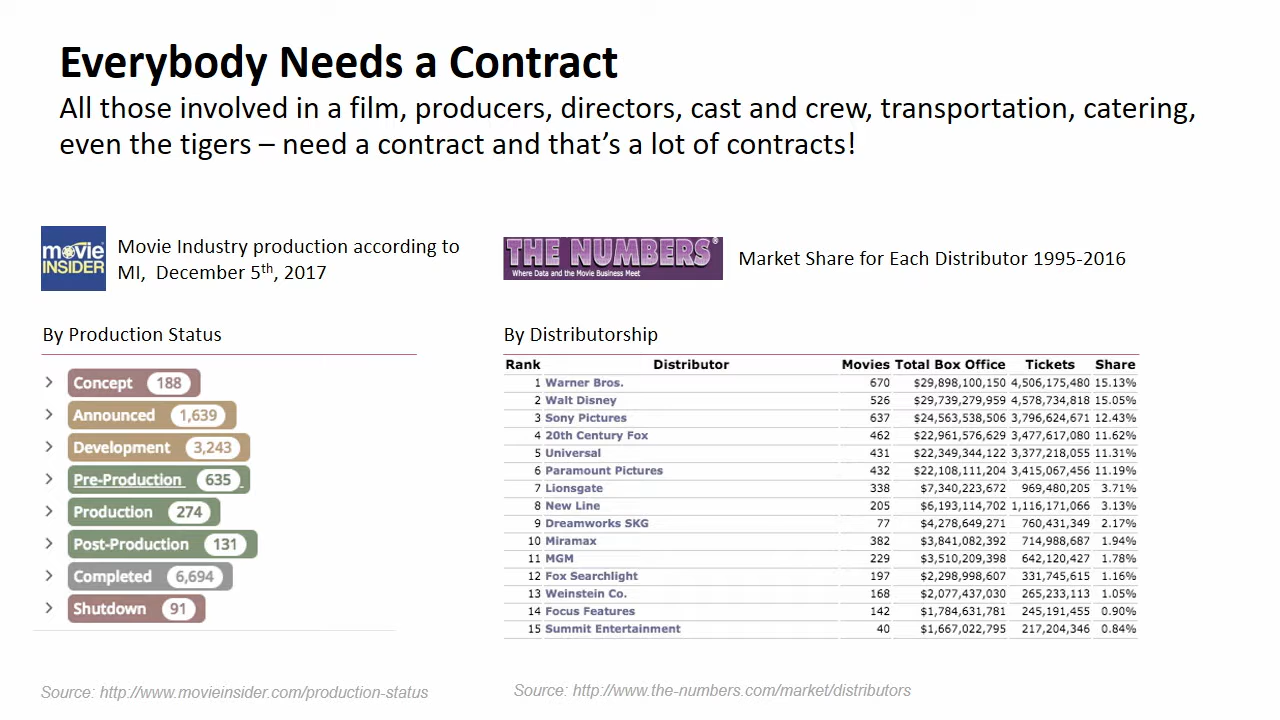 Everybody Needs a Contract
All those involved in a film, producers, directors, cast and crew, transportation, catering,
even the tigers – need a contract and that's a lot of contracts!
movie
INSIDER
Movie Industry production according to
MI, December 5th, 2017
By Production Status
Concept 188
Announced 1,639
Development 3,243
Pre-Production 635
Production 274
Post-Production 131
Completed 6,694
Shutdown 91
Source: http://www.movieinsider.com/production-status
THE NUMBERS®
Where Data and the Movie Business Meet
Market Share for Each Distributor 1995-2016
By Distributorship
Rank Distributor Movies Total Box Office Tickets Share
1 Warner Bros. 670 $29,898,100,150 4,506,175,480 15.13%
2 Walt Disney 526 $29,739,279,959 4,578,734,818 15.05%
3 Sony Pictures 637 $24,563,538,506 3,796,624,671 12.43%
4 20th Century Fox 462 $22,961,576,629 3,477,617,080 11.62%
5 Universal 431 $22,349,344,122 3,377,218,055 11.31%
6 Paramount Pictures 432 $22,108,111,204 3,415,067,456 11.19%
7 Lionsgate 338 $7,340,223,672 969,480,205 3.71%
8 New Line 205 $6,193,114,702 1,116,171,066 3.13%
9 Dreamworks SKG 77 $4,278,649,271 760,431,349 2.17%
10 Miramax 382 $3,841,082,392 714,988,687 1.94%
11 MGM 229 $3,510,209,398 642,120,427 1.78%
12 Fox Searchlight 197 $2,298,998,607 331,745,615 1.16%
13 Weinstein Co. 168 $2,077,437,030 265,233,113 1.05%
14 Focus Features 142 $1,784,631,781 245,191,455 0.90%
15 Summit Entertainment 40 $1,667,022,795 217,204,346 0.84%
Source: http://www.the-numbers.com/market/distributors